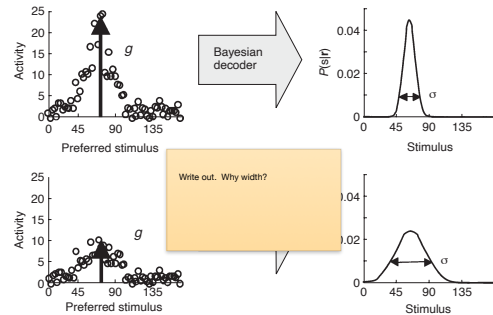 25
20
15
10
5
0
Activity
g
0 45 90 135
Preferred stimulus
Bayesian
decoder
0.04
0.02
0
P(s|r)
σ
45 90 135
Stimulus
Write out. Why width?
25
20
15
10
5
0
Activity
g
0 45 90 135
Preferred stimulus
0.04
0.02
0
σ
45 90 135
Stimulus